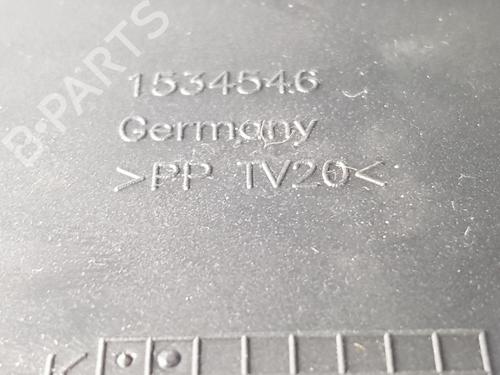 B-PARTS
1534546
Germany
>PP TV20<
K